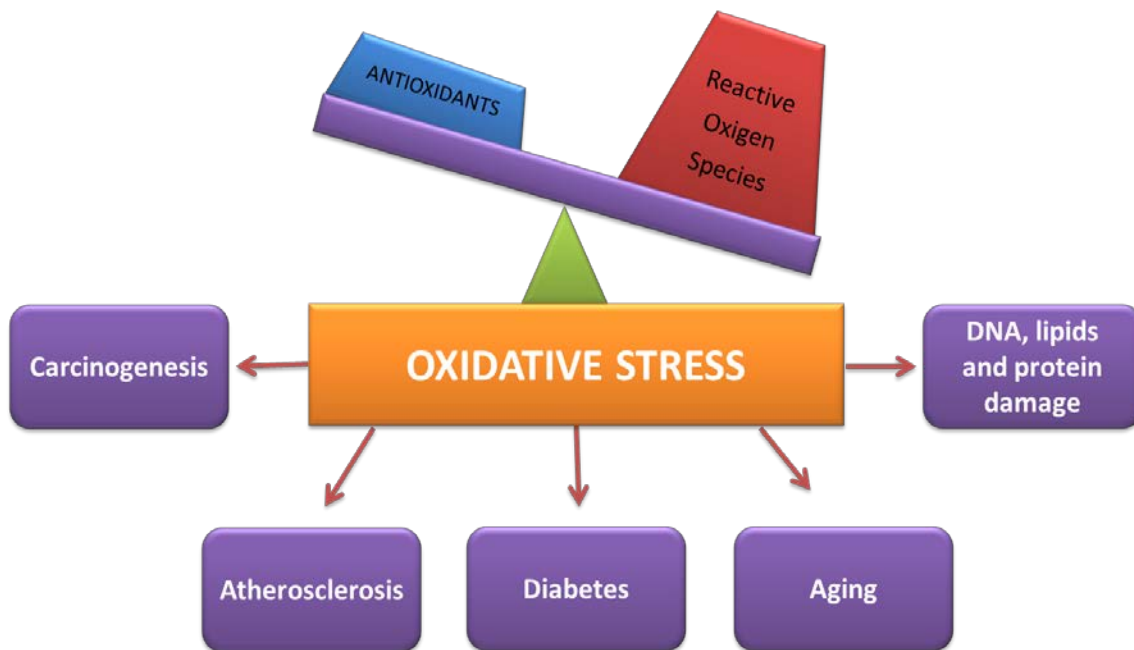 ANTIOXIDANTS
Reactive
Oxigen
Species
OXIDATIVE STRESS
Carcinogenesis
DNA, lipids
and protein
damage
Atherosclerosis
Diabetes
Aging